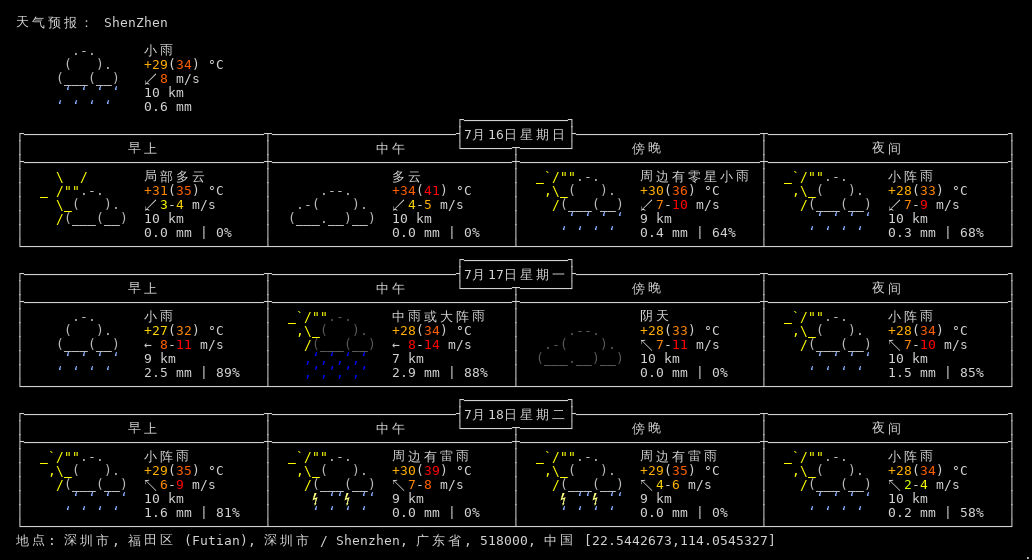 天气预报： ShenZhen
小雨
+29(34) °C
↙ 8 m/s
10 km
0.6 mm
7月16日星期日
早上 中午 傍晚 夜间
局部多云 多云 周边有零星小雨 小阵雨
+31(35) °C +34(41) °C +30(36) °C +28(33) °C
↙ 3-4 m/s ↙ 4-5 m/s ↙ 7-10 m/s ↙ 7-9 m/s
10 km 10 km 9 km 10 km
0.0 mm | 0% 0.0 mm | 0% 0.4 mm | 64% 0.3 mm | 68%
7月17日星期一
早上 中午 傍晚 夜间
小雨 中雨或大阵雨 阴天 小阵雨
+27(32) °C +28(34) °C +28(33) °C +28(34) °C
← 8-11 m/s ← 8-14 m/s ↖ 7-11 m/s ↖ 7-10 m/s
9 km 7 km 10 km 10 km
2.5 mm | 89% 2.9 mm | 88% 0.0 mm | 0% 1.5 mm | 85%
7月18日星期二
早上 中午 傍晚 夜间
小阵雨 周边有雷雨 周边有雷雨 小阵雨
+29(35) °C +30(39) °C +29(35) °C +28(34) °C
↖ 6-9 m/s ↖ 7-8 m/s ↖ 4-6 m/s ↖ 2-4 m/s
10 km 9 km 9 km 10 km
1.6 mm | 81% 0.0 mm | 0% 0.0 mm | 0% 0.2 mm | 58%
地点: 深圳市, 福田区 (Futian), 深圳市 / Shenzhen, 广东省, 518000, 中国 [22.5442673,114.0545327]